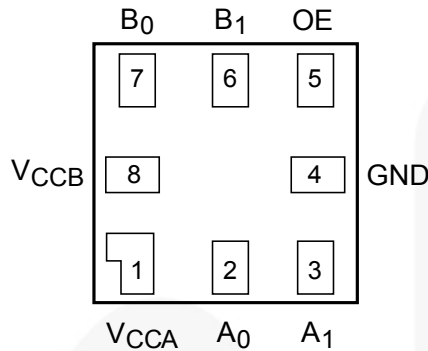 B0 B1 OE
7 6 5
VCCB 8 4 GND
1 2 3
VCCA A0 A1